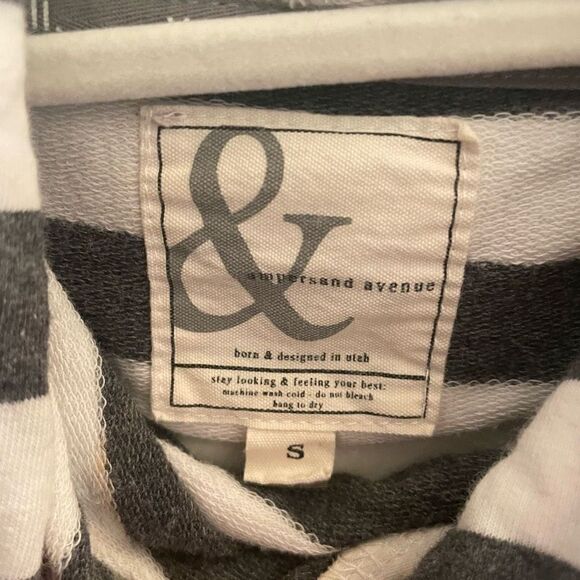 &
ampersand avenue
born & designed in utah
stay looking & feeling your best:
machine wash cold - do not bleach
hang to dry
S